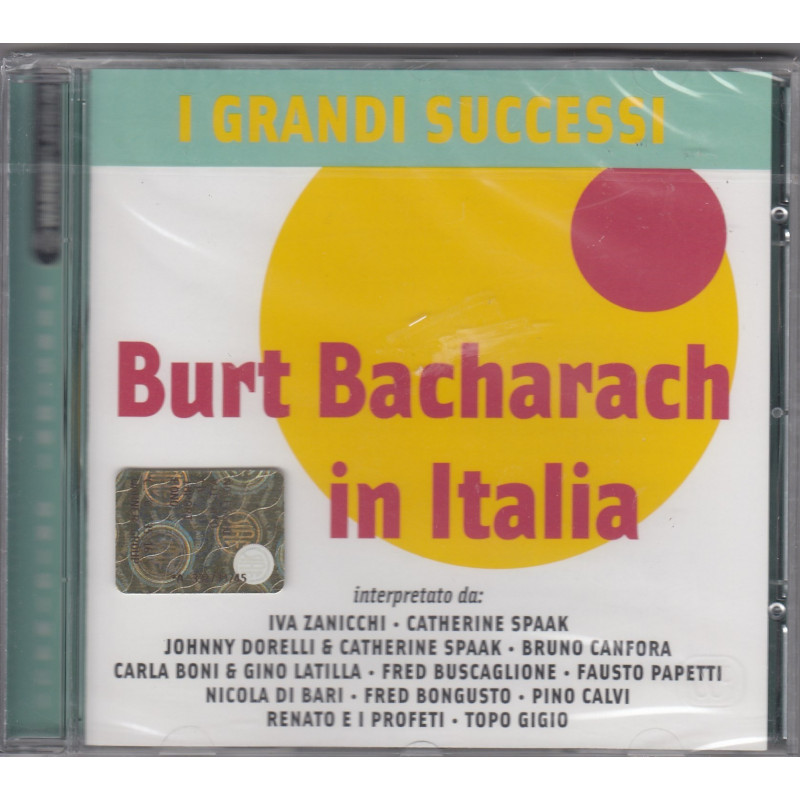 I GRANDI SUCCESSI
Burt Bacharach
in Italia
interpretato da:
IVA ZANICCHI · CATHERINE SPAAK
JOHNNY DORELLI & CATHERINE SPAAK · BRUNO CANFORA
CARLA BONI & GINO LATILLA · FRED BUSCAGLIONE · FAUSTO PAPETTI
NICOLA DI BARI · FRED BONGUSTO · PINO CALVI
RENATO E I PROFETI · TOPO GIGIO